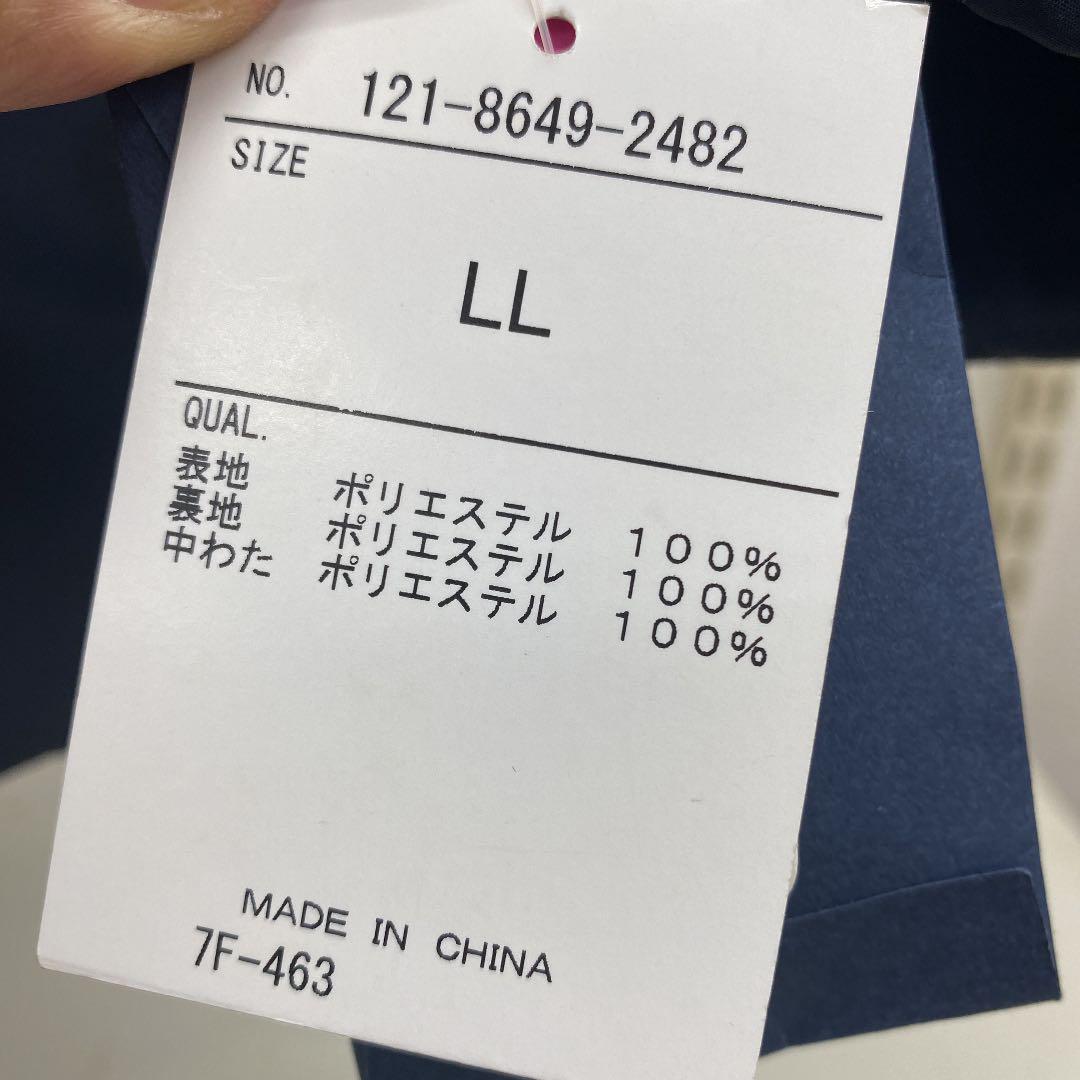 NO. 121-8649-2482
SIZE
LL
QUAL.
表地 ポリエステル 100%
裏地 ポリエステル 100%
中わた ポリエステル 100%
MADE IN CHINA
7F-463